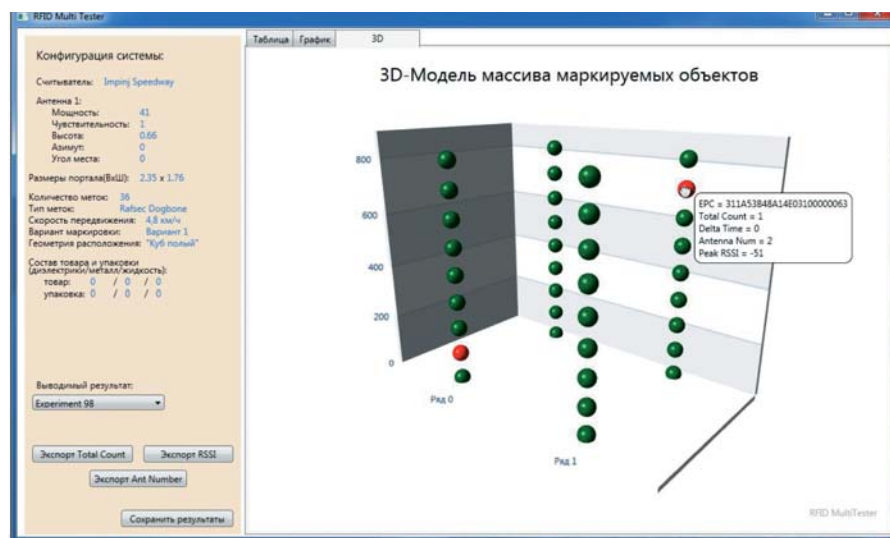 RFID Multi Tester
Конфигурация системы:
Считыватель: Impinj Speedway
Антенна 1:
Мощность: 41
Чувствительность: 1
Высота: 0.66
Азимут: 0
Угол места: 0
Размеры портала(ВхШ): 2.35 x 1.76
Количество меток: 36
Тип меток: Rafsec Dogbone
Скорость передвижения: 4,8 км/ч
Вариант маркировки: Вариант 1
Геометрия расположения: "Куб полый"
Состав товара и упаковки
(диэлектрики/металл/жидкость):
товар: 0 / 0 / 0
упаковка: 0 / 0 / 0
Выводимый результат:
Experiment 98
Экспорт Total Count Экспорт RSSI
Экспорт Ant Number
Сохранить результаты
Таблица График 3D
3D-Модель массива маркируемых объектов
800
600
400
200
0
Ряд 0
Ряд 1
EPC = 311A53848A14E03100000063
Total Count = 1
Delta Time = 0
Antenna Num = 2
Peak RSSI = -51
RFID MultiTester